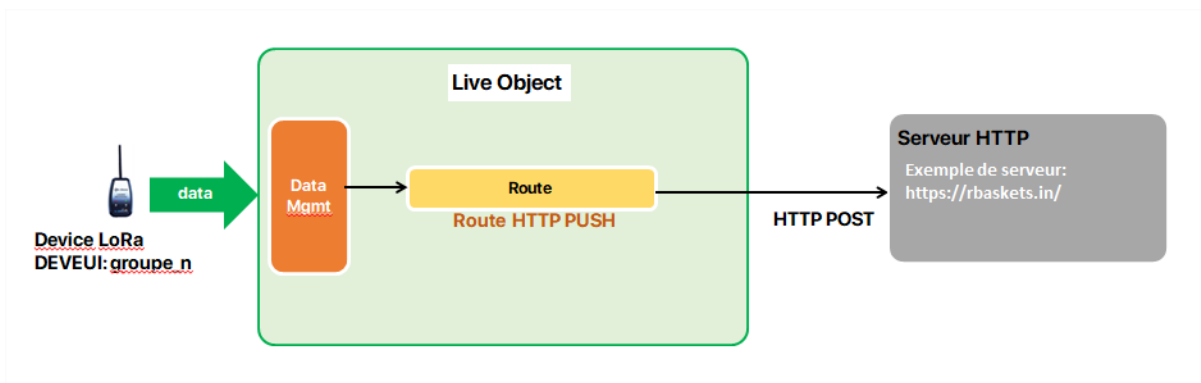 Live Object
data
Data
Mgmt
Route
Route HTTP PUSH
HTTP POST
Serveur HTTP
Exemple de serveur:
https://rbaskets.in/
Device LoRa
DEVEUI: groupe_n